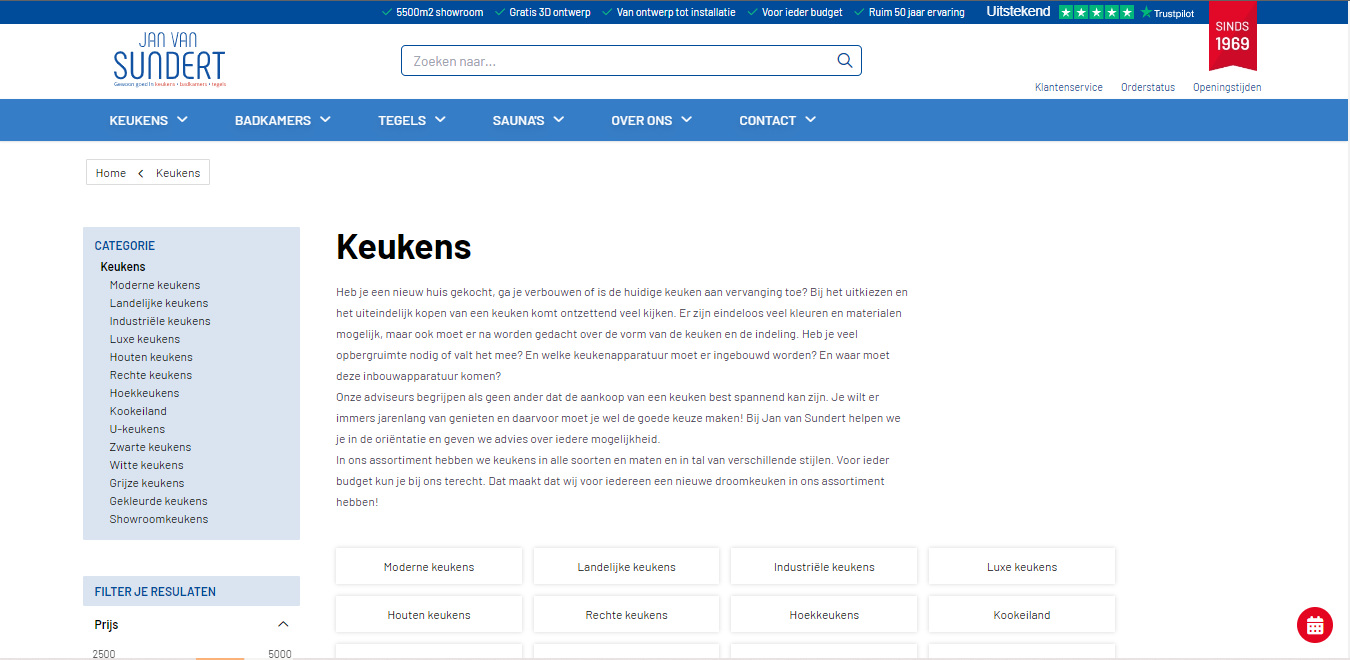 5500m2 showroom
Gratis 3D ontwerp
Van ontwerp tot installatie
Voor ieder budget
Ruim 50 jaar ervaring
Uitstekend
Trustpilot
SINDS
1969
JAN VAN
SUNDERT
Gewoon goed in keukens • badkamers • tegels
Zoeken naar...
Klantenservice
Orderstatus
Openingstijden
KEUKENS
BADKAMERS
TEGELS
SAUNA'S
OVER ONS
CONTACT
Home
Keukens
CATEGORIE
Keukens
Moderne keukens
Landelijke keukens
Industriële keukens
Luxe keukens
Houten keukens
Rechte keukens
Hoekkeukens
Kookeiland
U-keukens
Zwarte keukens
Witte keukens
Grijze keukens
Gekleurde keukens
Showroomkeukens
FILTER JE RESULATEN
Prijs
2500
5000
Keukens
Heb je een nieuw huis gekocht, ga je verbouwen of is de huidige keuken aan vervanging toe? Bij het uitkiezen en
het uiteindelijk kopen van een keuken komt ontzettend veel kijken. Er zijn eindeloos veel kleuren en materialen
mogelijk, maar ook moet er na worden gedacht over de vorm van de keuken en de indeling. Heb je veel
opbergruimte nodig of valt het mee? En welke keukenapparatuur moet er ingebouwd worden? En waar moet
deze inbouwapparatuur komen?
Onze adviseurs begrijpen als geen ander dat de aankoop van een keuken best spannend kan zijn. Je wilt er
immers jarenlang van genieten en daarvoor moet je wel de goede keuze maken! Bij Jan van Sundert helpen we
je in de oriëntatie en geven we advies over iedere mogelijkheid.
In ons assortiment hebben we keukens in alle soorten en maten en in tal van verschillende stijlen. Voor ieder
budget kun je bij ons terecht. Dat maakt dat wij voor iedereen een nieuwe droomkeuken in ons assortiment
hebben!
Moderne keukens
Landelijke keukens
Industriële keukens
Luxe keukens
Houten keukens
Rechte keukens
Hoekkeukens
Kookeiland